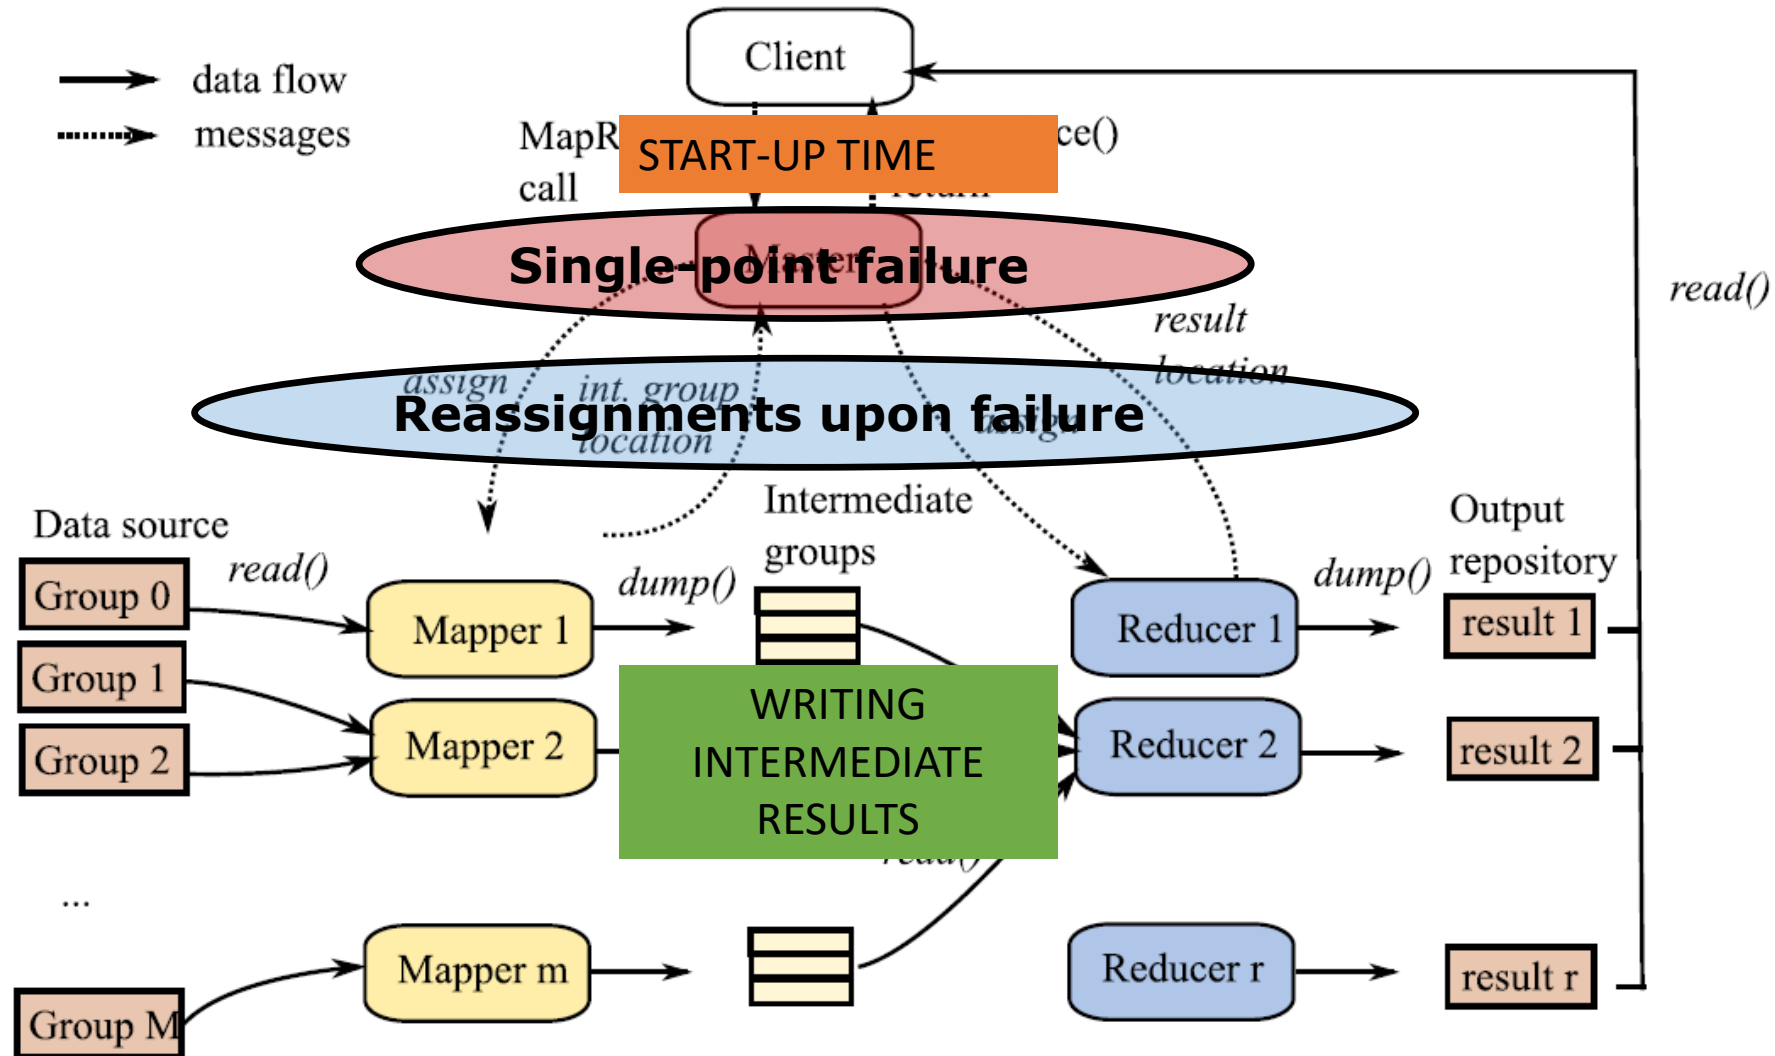 Client
data flow
messages
MapR
START-UP TIME
ce()
call
Single-point failure
Master
read()
result
location
assign
int. group
location
Reassignments upon failure
assign
Intermediate
groups
Data source
Output
repository
read()
dump()
dump()
Group 0
Mapper 1
Reducer 1
result 1
Group 1
Group 2
Mapper 2
WRITING
INTERMEDIATE
RESULTS
Reducer 2
result 2
read()
...
Mapper m
Reducer r
result r
Group M